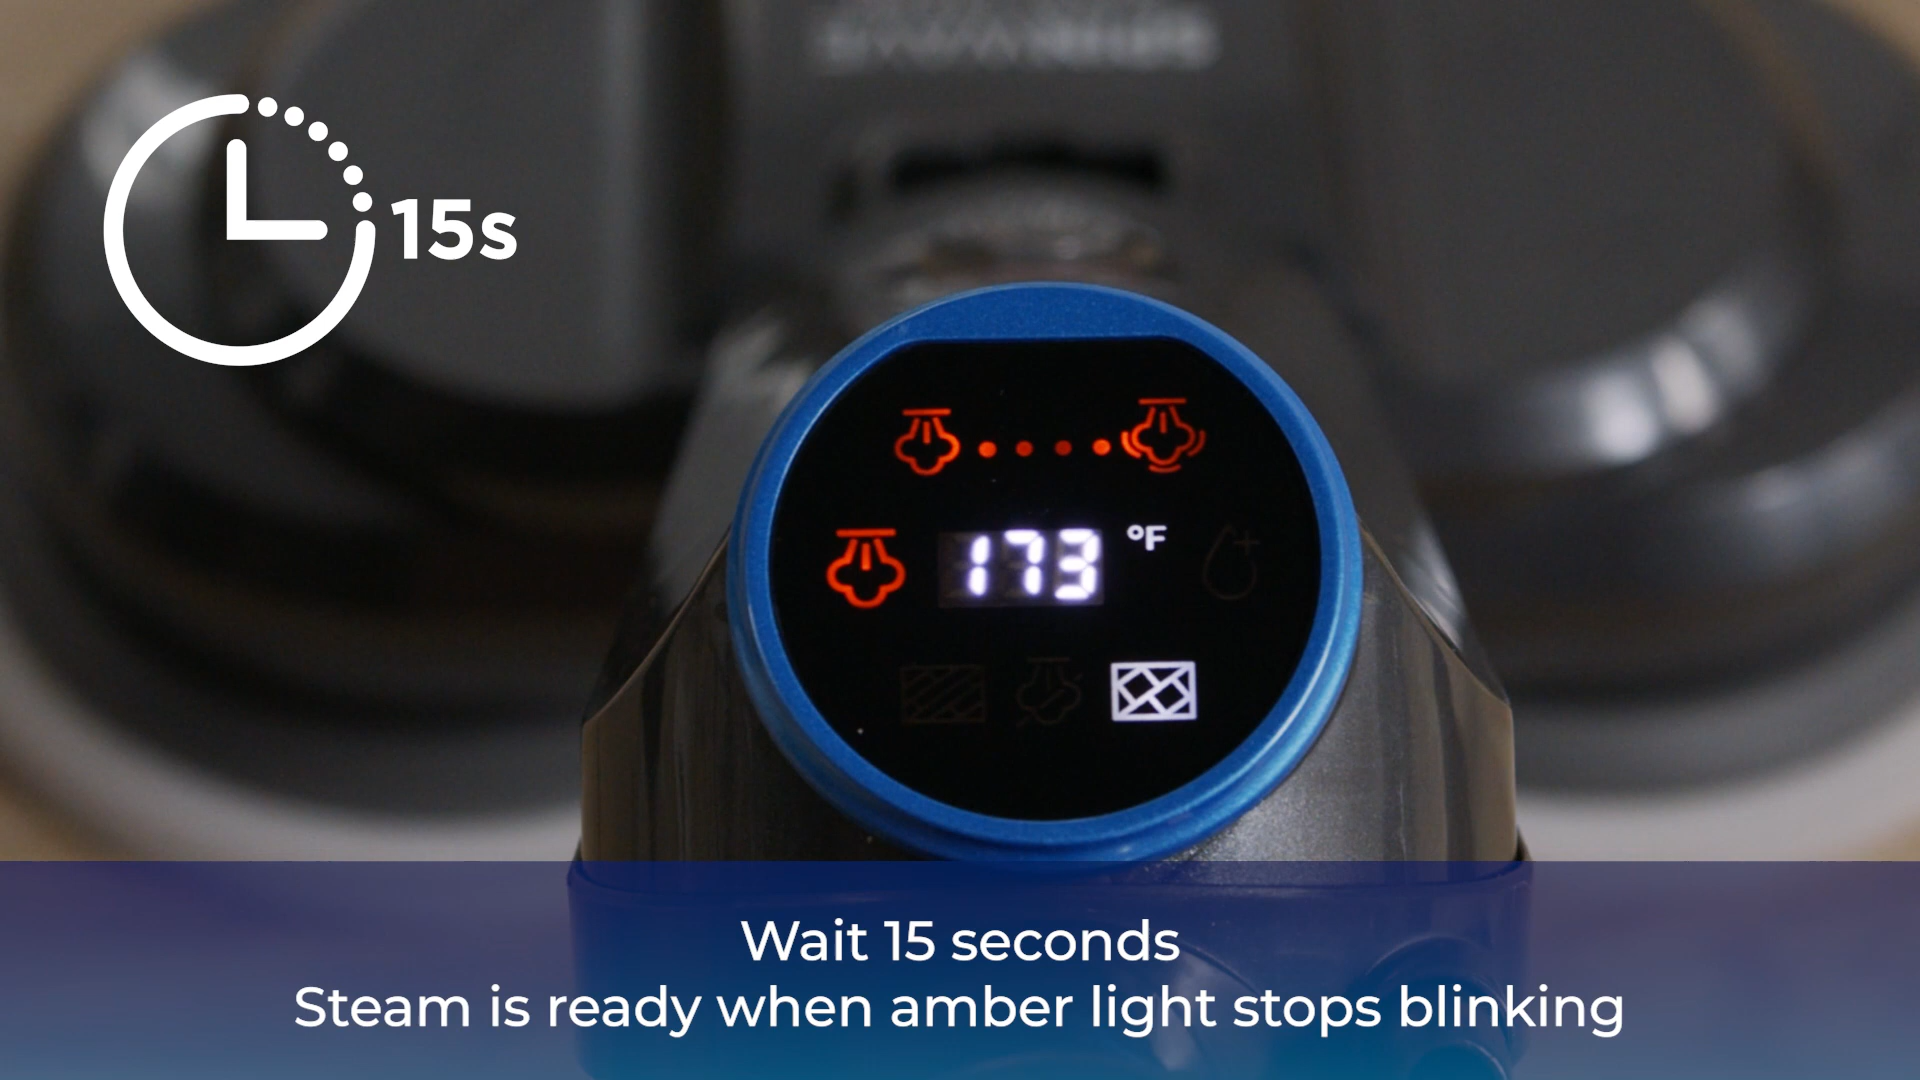 15s
173 °F
Wait 15 seconds
Steam is ready when amber light stops blinking